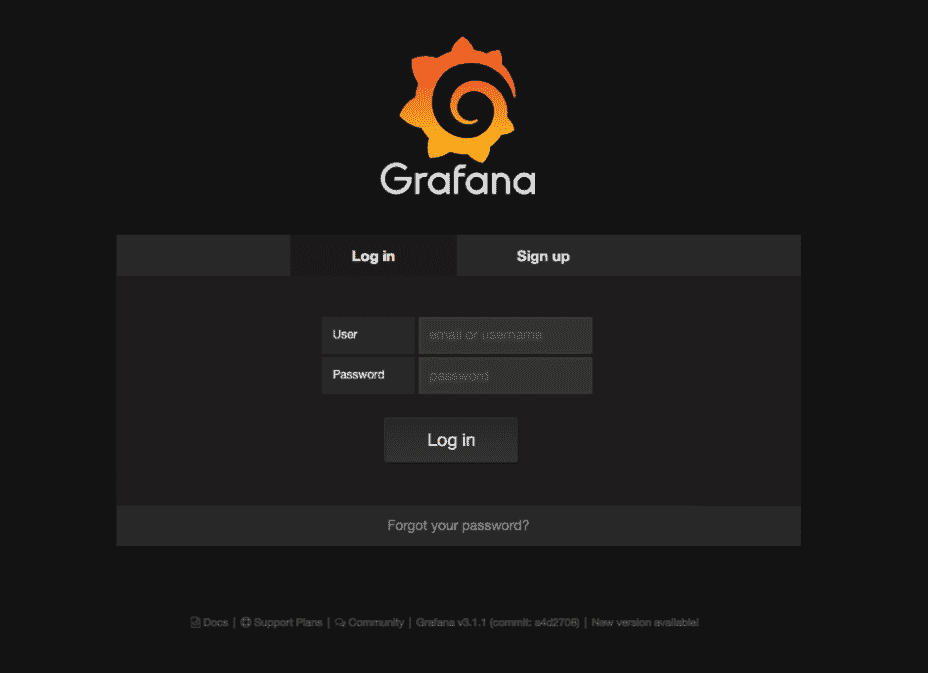 Grafana
Log in Sign up
User email or username
Password password
Log in
Forgot your password?
Docs | Support Plans | Community | Grafana v3.1.1 (commit: a4d2708) | New version available!